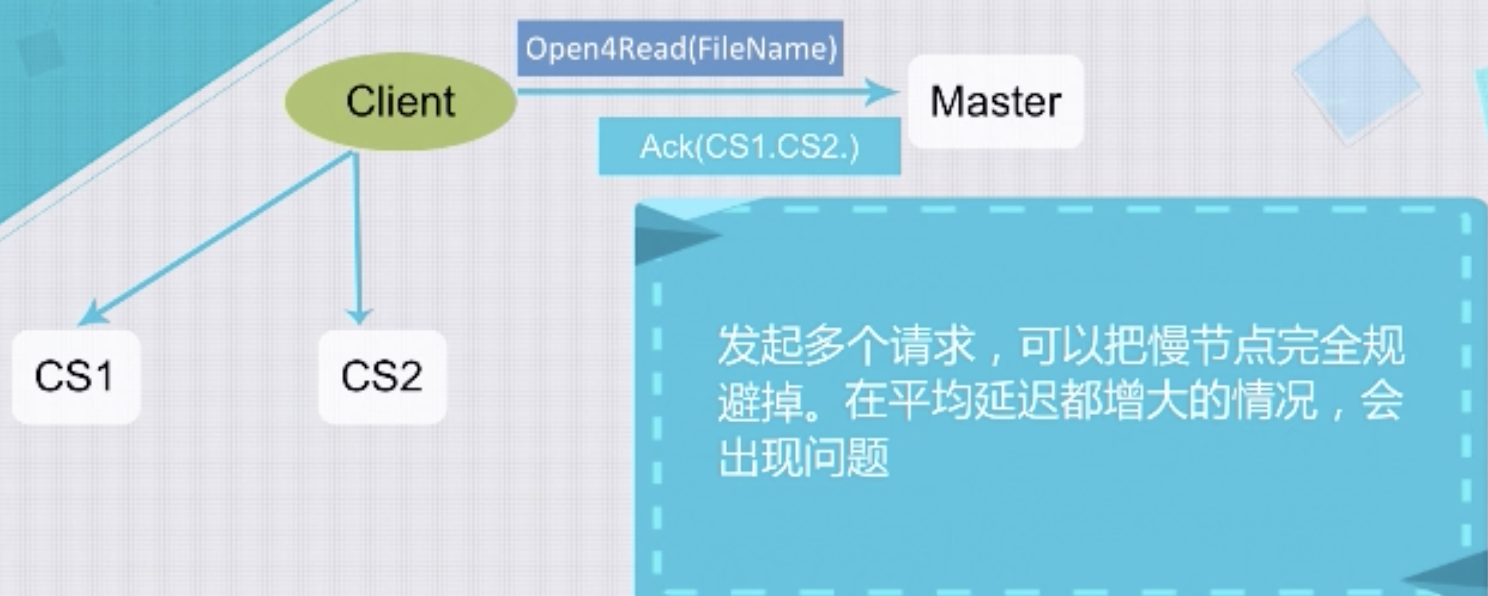 Open4Read(FileName)
Client
Master
Ack(CS1.CS2.)
CS1
CS2
发起多个请求，可以把慢节点完全规
避掉。在平均延迟都增大的情况，会
出现问题